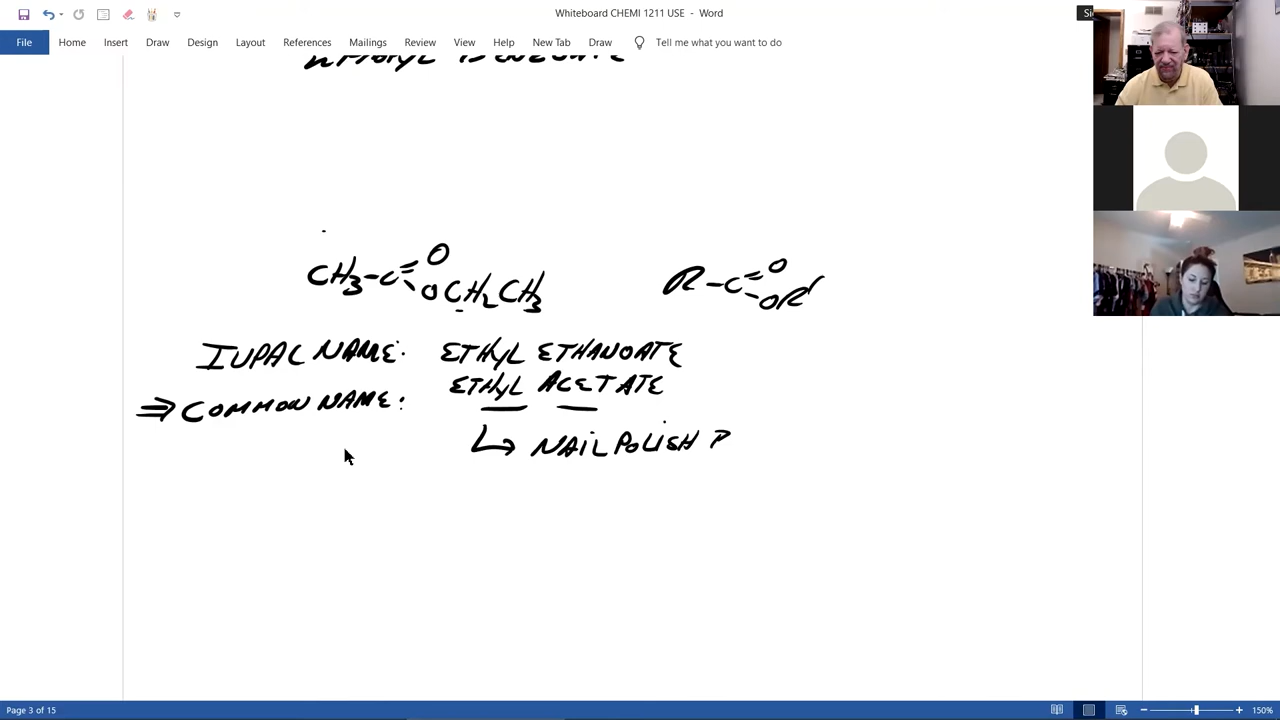 Whiteboard CHEMI 1211 USE - Word
File Home Insert Draw Design Layout References Mailings Review View Help New Tab Draw Tell me what you want to do
CH3-C=O
OCH2CH3
R-C=O
OR'
IUPAC NAME: ETHYL ETHANOATE
⇒ COMMON NAME: ETHYL ACETATE
↳ NAIL POLISH R
Page 3 of 15
150%